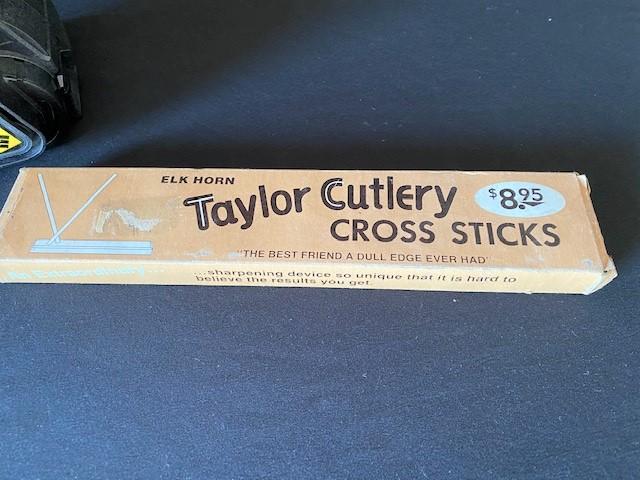 ELK HORN
Taylor Cutlery
$8.95
CROSS STICKS
"THE BEST FRIEND A DULL EDGE EVER HAD'
An Extraordinary...
...sharpening device so unique that it is hard to
believe the results you get.